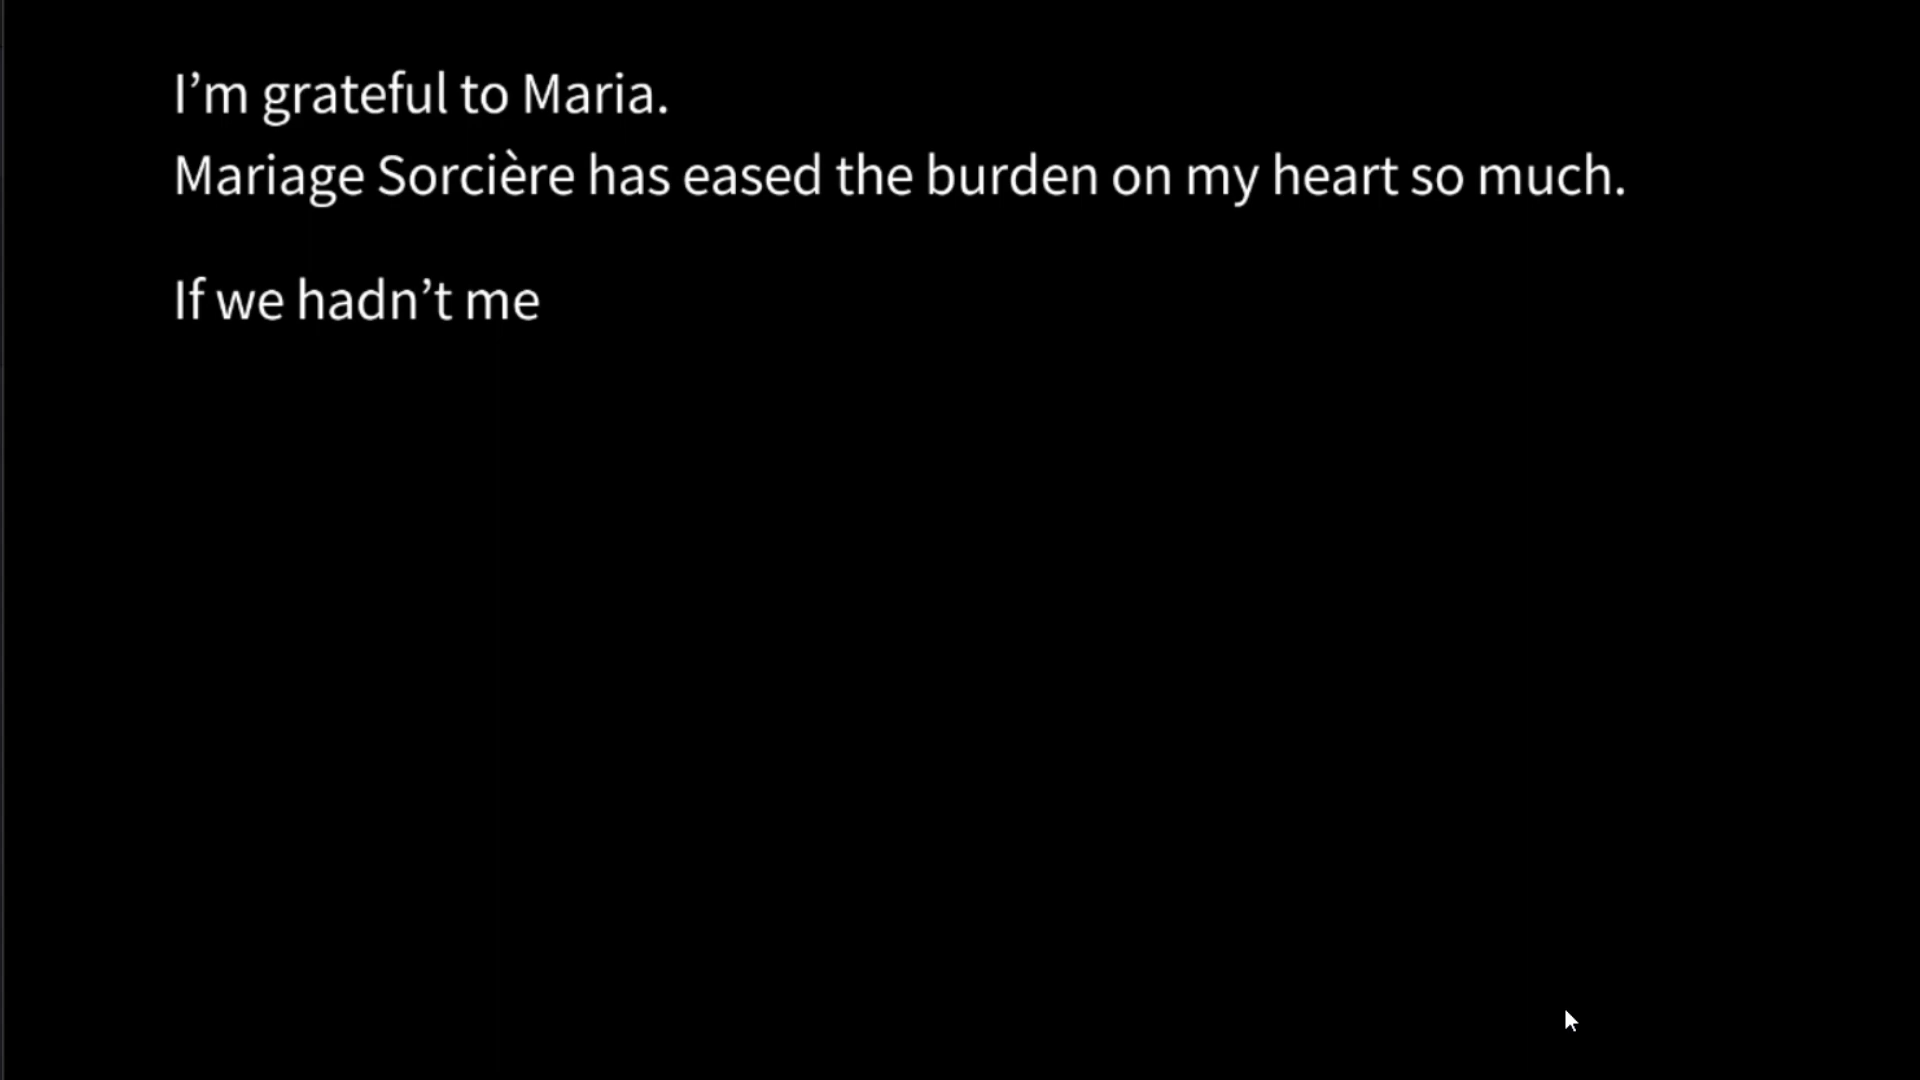 I’m grateful to Maria.
Mariage Sorcière has eased the burden on my heart so much.
If we hadn’t me